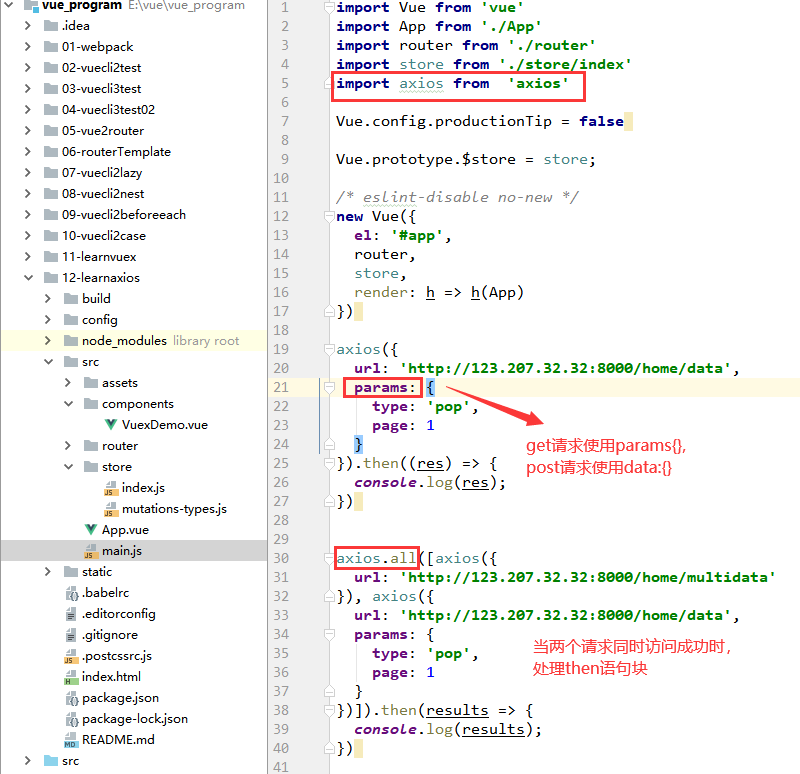 vue_program E:\vue\vue_program
.idea
01-webpack
02-vuecli2test
03-vuecli3test
04-vuecli3test02
05-vue2router
06-routerTemplate
07-vuecli2lazy
08-vuecli2nest
09-vuecli2beforeeach
10-vuecli2case
11-learnvuex
12-learnaxios
build
config
node_modules library root
src
assets
components
VuexDemo.vue
router
store
index.js
mutations-types.js
App.vue
main.js
static
.babelrc
.editorconfig
.gitignore
.postcssrc.js
index.html
package.json
package-lock.json
README.md
src
1 import Vue from 'vue'
2 import App from './App'
3 import router from './router'
4 import store from './store/index'
5 import axios from  'axios'
6
7 Vue.config.productionTip = false
8
9 Vue.prototype.$store = store;
10
11 /* eslint-disable no-new */
12 new Vue({
13   el: '#app',
14   router,
15   store,
16   render: h => h(App)
17 })
18
19 axios({
20   url: 'http://123.207.32.32:8000/home/data',
21   params: {
22     type: 'pop',
23     page: 1
24   }
25 }).then((res) => {
26   console.log(res);
27 })
28
29
30 axios.all([axios({
31   url: 'http://123.207.32.32:8000/home/multidata'
32 }), axios({
33   url: 'http://123.207.32.32:8000/home/data',
34   params: {
35     type: 'pop',
36     page: 1
37   }
38 })]).then(results => {
39   console.log(results);
40 })
41
get请求使用params{},
post请求使用data:{}
当两个请求同时访问成功时,
处理then语句块